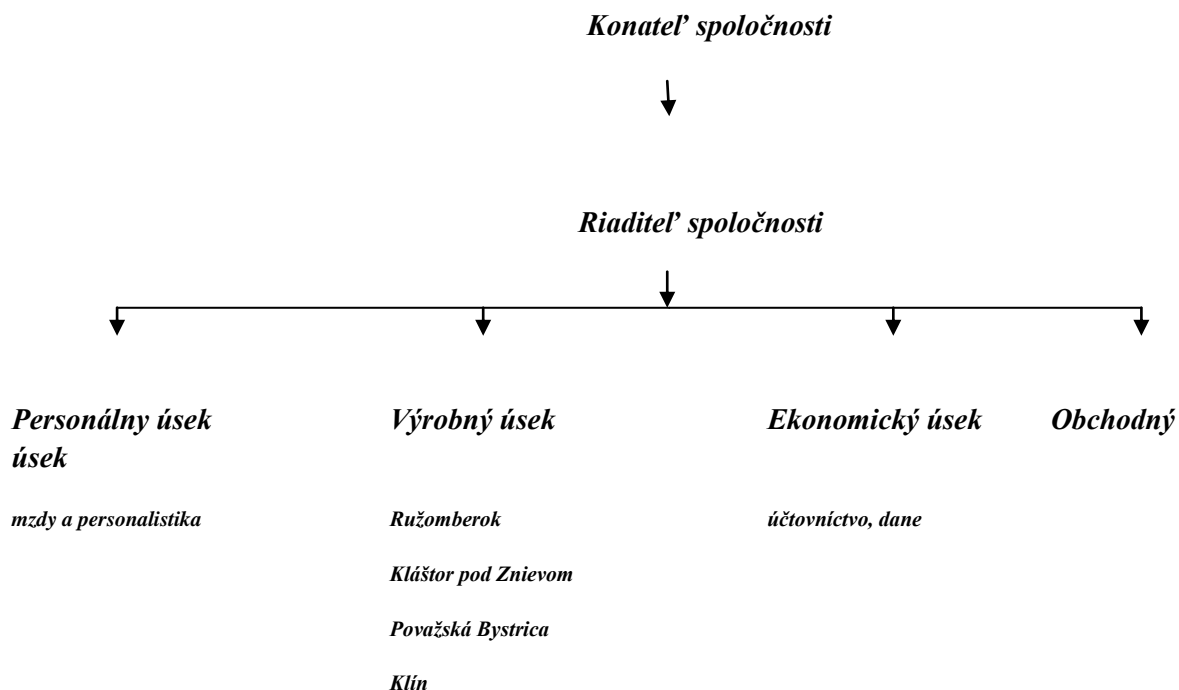 Konateľ spoločnosti
Riaditeľ spoločnosti
Personálny úsek Výrobný úsek Ekonomický úsek Obchodný
úsek
mzdy a personalistika Ružomberok účtovníctvo, dane
Kláštor pod Znievom
Považská Bystrica
Klín